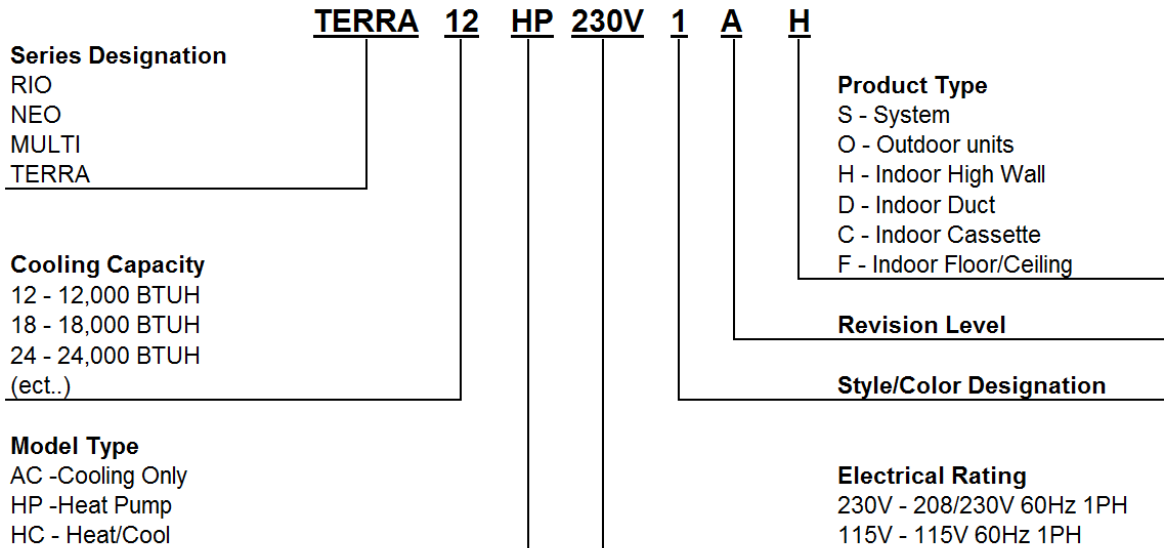 TERRA 12 HP 230V 1 A H
Series Designation
RIO
NEO
MULTI
TERRA
Cooling Capacity
12 - 12,000 BTUH
18 - 18,000 BTUH
24 - 24,000 BTUH
(ect..)
Model Type
AC -Cooling Only
HP -Heat Pump
HC - Heat/Cool
Product Type
S - System
O - Outdoor units
H - Indoor High Wall
D - Indoor Duct
C - Indoor Cassette
F - Indoor Floor/Ceiling
Revision Level
Style/Color Designation
Electrical Rating
230V - 208/230V 60Hz 1PH
115V - 115V 60Hz 1PH